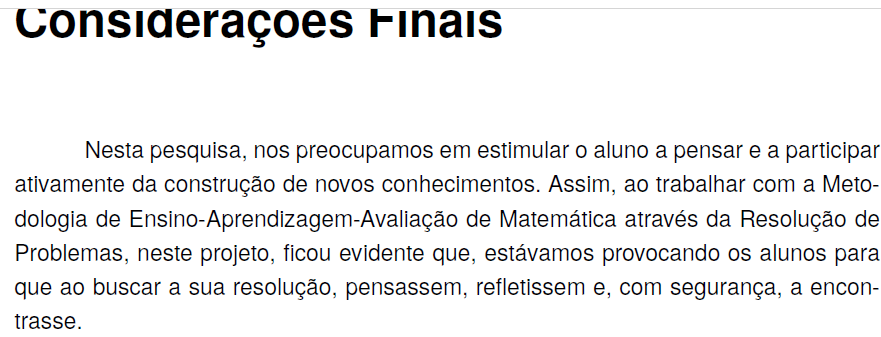 Considerações Finais
Nesta pesquisa, nos preocupamos em estimular o aluno a pensar e a participar
ativamente da construção de novos conhecimentos. Assim, ao trabalhar com a Meto-
dologia de Ensino-Aprendizagem-Avaliação de Matemática através da Resolução de
Problemas, neste projeto, ficou evidente que, estávamos provocando os alunos para
que ao buscar a sua resolução, pensassem, refletissem e, com segurança, a encon-
trasse.